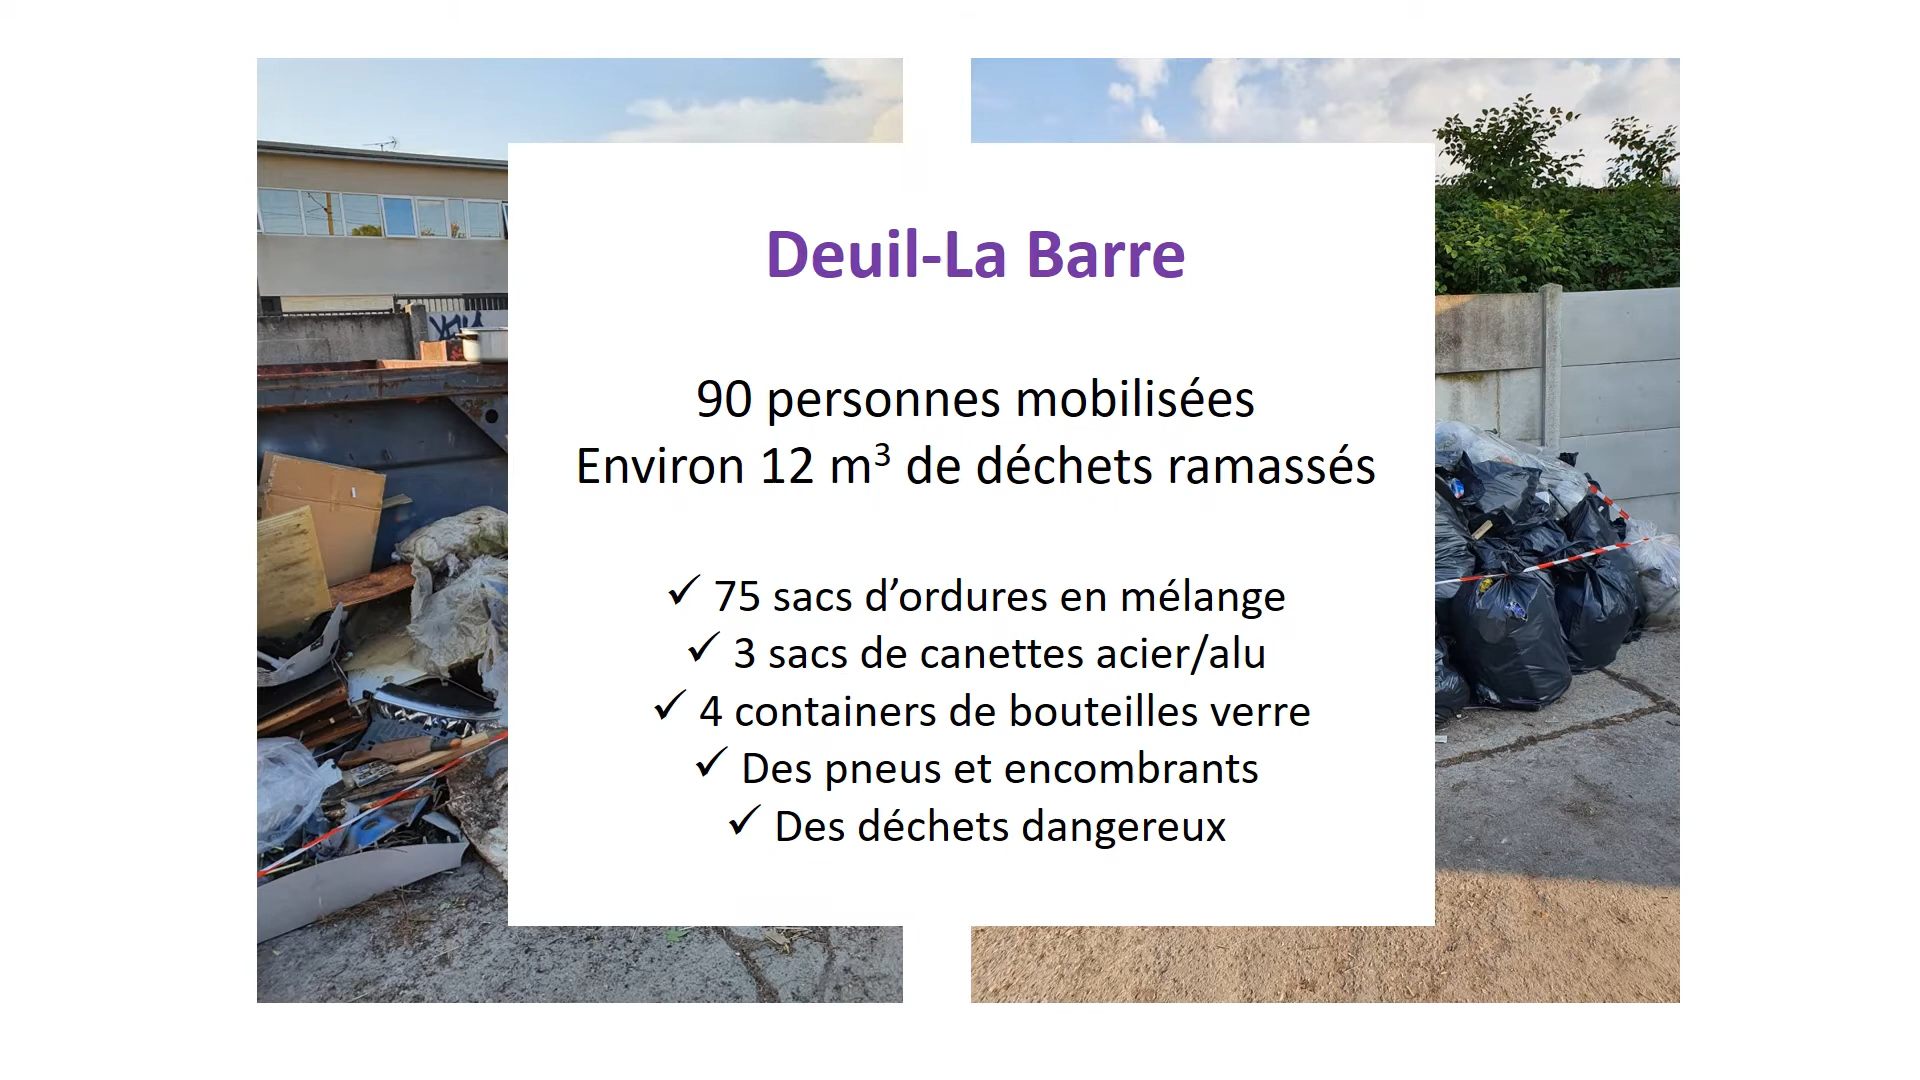 Deuil-La Barre
90 personnes mobilisées
Environ 12 m³ de déchets ramassés
✓ 75 sacs d’ordures en mélange
✓ 3 sacs de canettes acier/alu
✓ 4 containers de bouteilles verre
✓ Des pneus et encombrants
✓ Des déchets dangereux